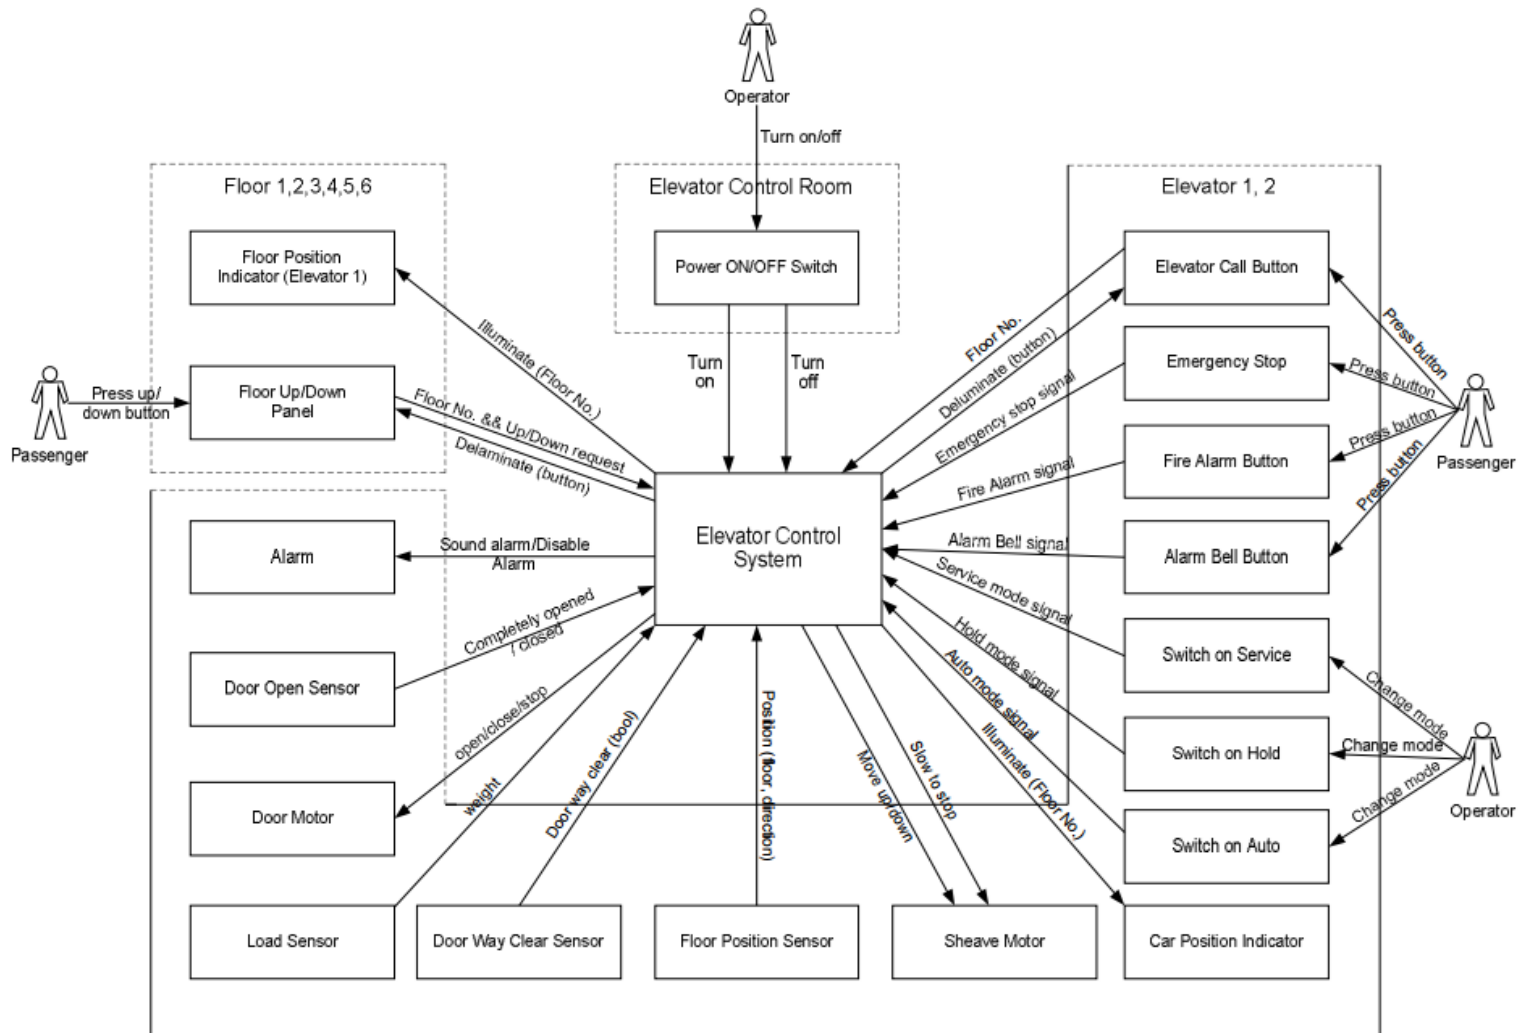 Operator
Turn on/off
Floor 1,2,3,4,5,6
Elevator Control Room
Elevator 1, 2
Floor Position
Indicator (Elevator 1)
Power ON/OFF Switch
Elevator Call Button
Illuminate (Floor No.)
Turn
on
Turn
off
Floor No.
Deluminate (button)
Press button
Emergency Stop
Press button
Emergency stop signal
Press up/
down button
Floor Up/Down
Panel
Floor No. && Up/Down request
Delaminate (button)
Passenger
Fire Alarm Button
Press button
Fire Alarm signal
Press button
Passenger
Alarm
Sound alarm/Disable
Alarm
Elevator Control
System
Alarm Bell signal
Alarm Bell Button
Service mode signal
Completely opened
/ closed
Door Open Sensor
Hold mode signal
Auto mode signal
Switch on Service
Change mode
open/close/stop
Position (floor, direction)
Illuminate (Floor No.)
Switch on Hold
Change mode
Change mode
Operator
weight
Door way clear (bool)
Move up/down
Slow to stop
Door Motor
Switch on Auto
Load Sensor
Door Way Clear Sensor
Floor Position Sensor
Sheave Motor
Car Position Indicator